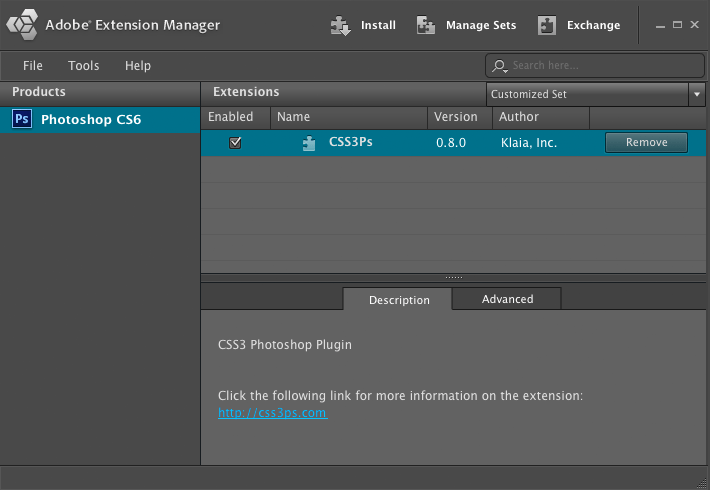 Adobe® Extension Manager
Install
Manage Sets
Exchange
File Tools Help
Search here...
Products
Extensions
Customized Set
Ps Photoshop CS6
Enabled Name Version Author
CSS3Ps 0.8.0 Klaia, Inc. Remove
Description Advanced
CSS3 Photoshop Plugin
Click the following link for more information on the extension:
http://css3ps.com